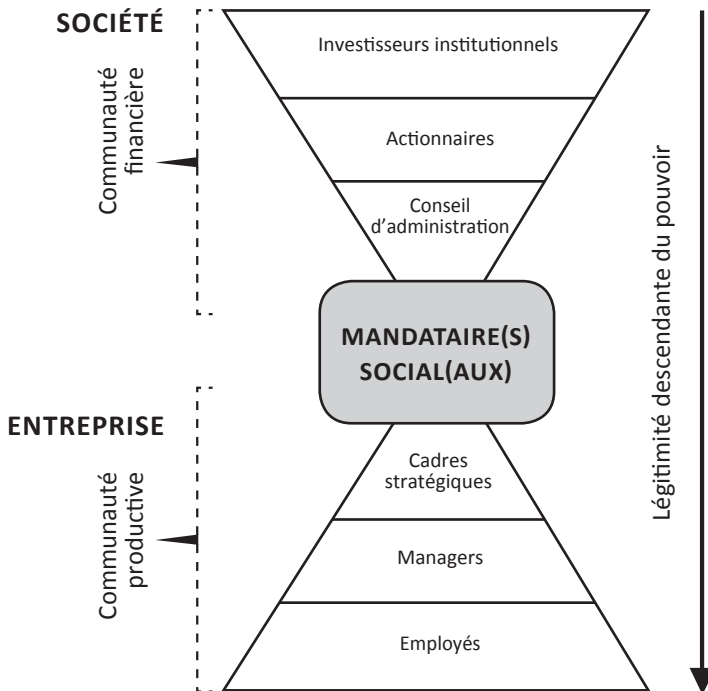 SOCIÉTÉ
Communauté
financière
Investisseurs institutionnels
Actionnaires
Conseil
d'administration
MANDATAIRE(S)
SOCIAL(AUX)
ENTREPRISE
Communauté
productive
Cadres
stratégiques
Managers
Employés
Légitimité descendante du pouvoir